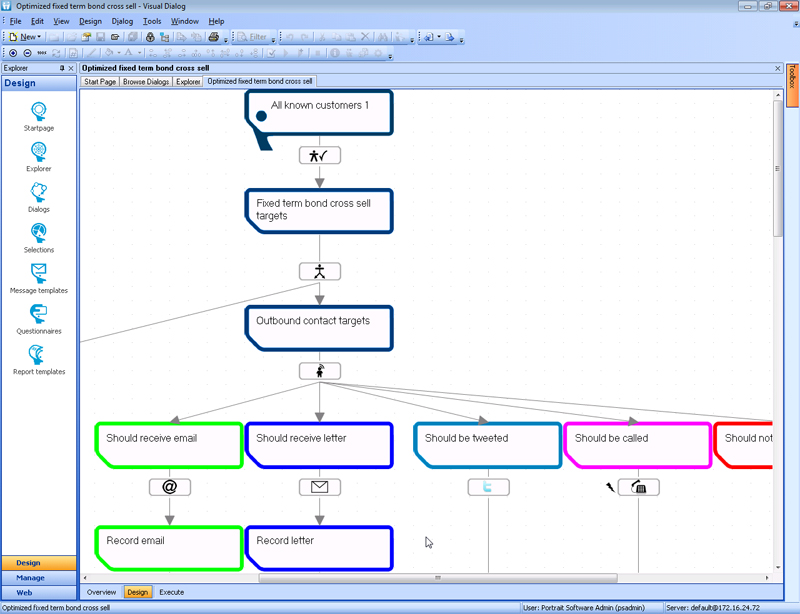 Optimized fixed term bond cross sell - Visual Dialog
File Edit View Design Dialog Tools Window Help
New
Filter
Explorer
Optimized fixed term bond cross sell
Toolbox
Design
Start Page Browse Dialogs Explorer Optimized fixed term bond cross sell
All known customers 1
Startpage
Explorer
Fixed term bond cross sell
targets
Dialogs
Selections
Message templates
Outbound contact targets
Questionnaires
Report templates
Should receive email Should receive letter Should be tweeted Should be called Should not
@
Record email Record letter
Design
Manage
Web
Overview Design Execute
Optimized fixed term bond cross sell User: Portrait Software Admin (psadmin) Server: default@172.16.24.72